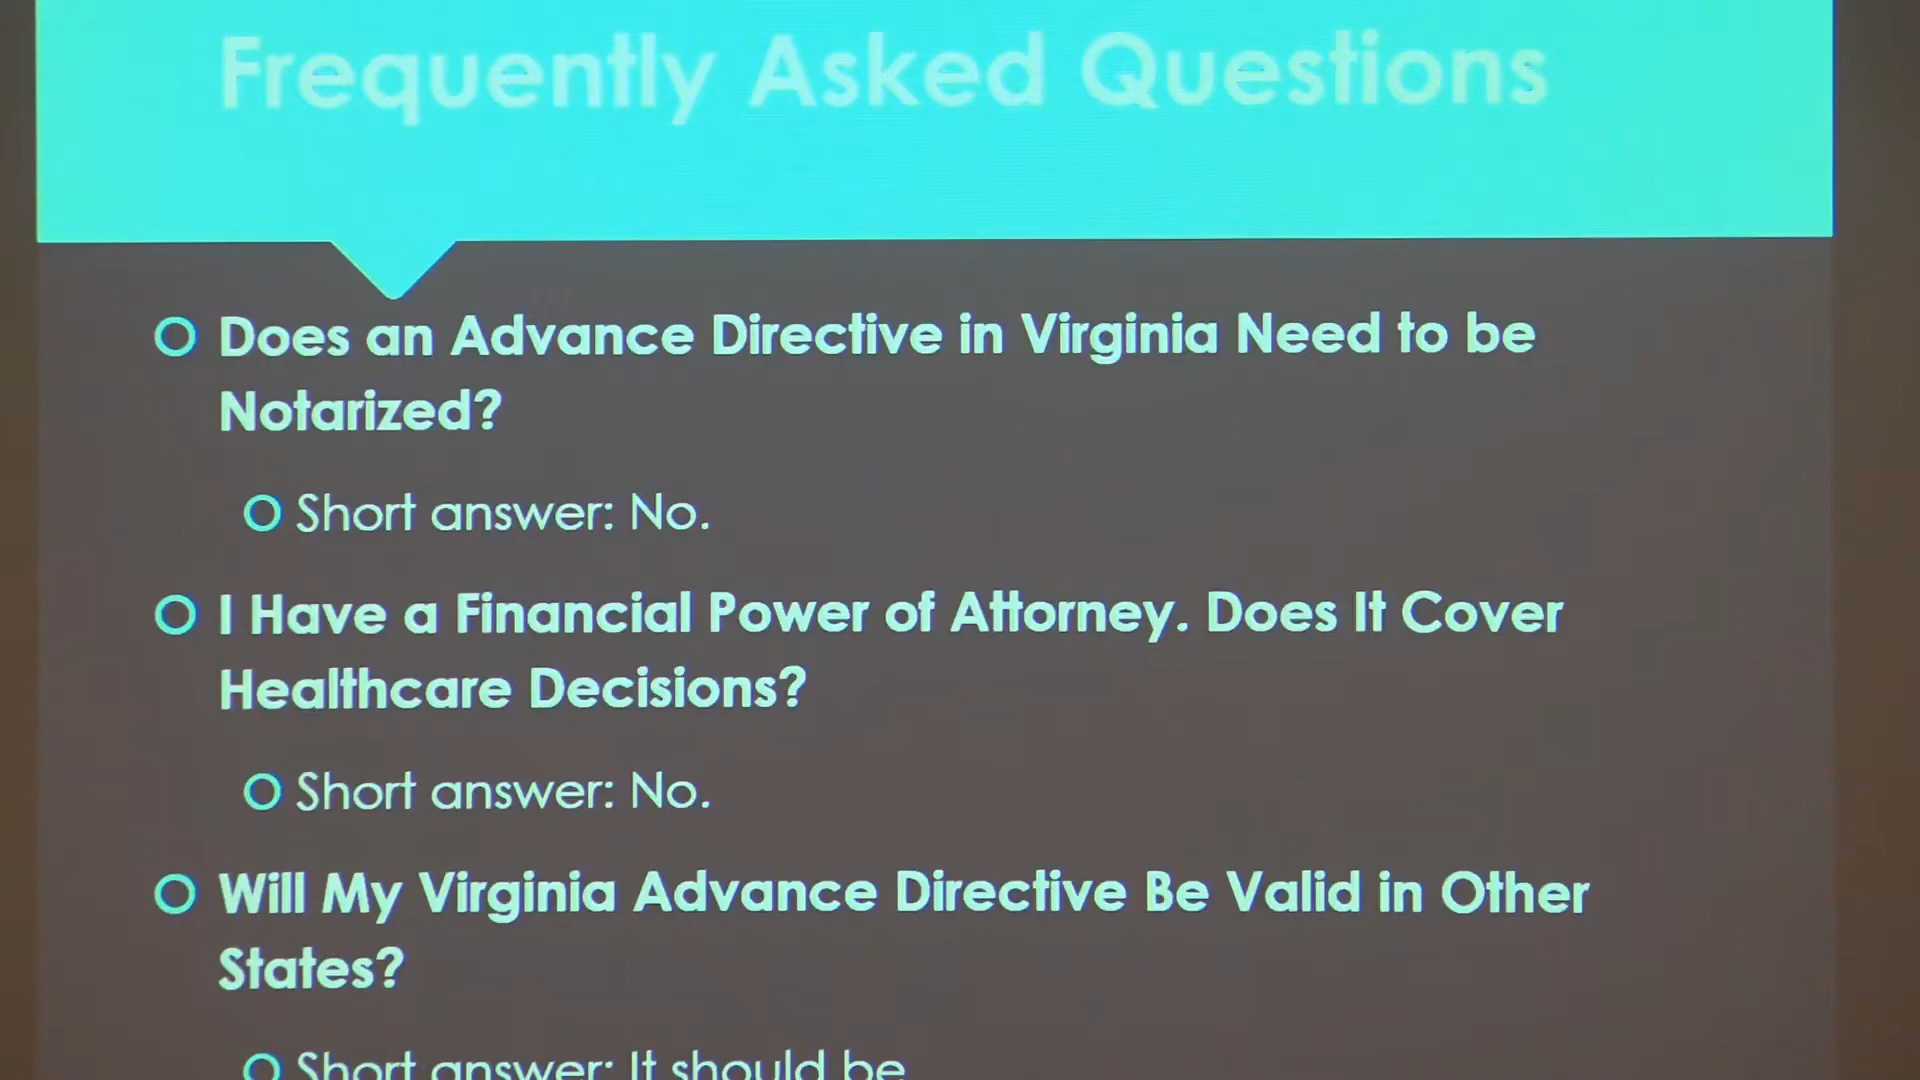 Frequently Asked Questions
Does an Advance Directive in Virginia Need to be
Notarized?
Short answer: No.
I Have a Financial Power of Attorney. Does It Cover
Healthcare Decisions?
Short answer: No.
Will My Virginia Advance Directive Be Valid in Other
States?
Short answer: It should be